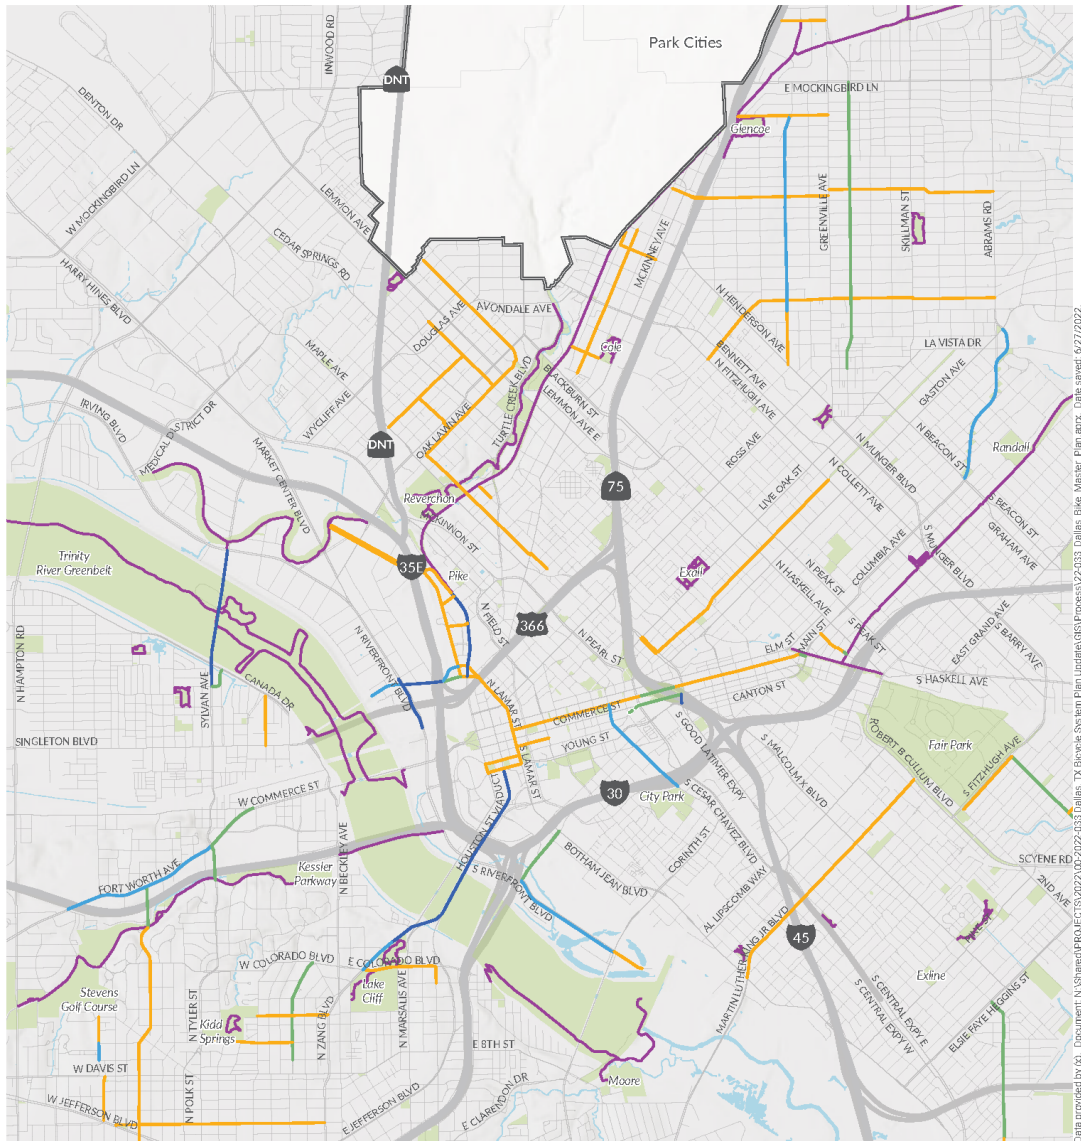 INWOOD RD
Park Cities
DNT
E MOCKINGBIRD LN
DENTON DR
Glencoe
W MOCKINGBIRD LN
LEMMON AVE
GREENVILLE AVE
SKILLMAN ST
ABRAMS RD
CEDAR SPRINGS RD
MCKINNEY AVE
HARRY HINES BLVD
N HENDERSON AVE
AVONDALE AVE
DOUGLAS AVE
LA VISTA DR
Cole
BENNETT AVE
N FITZHUGH AVE
MAPLE AVE
BLACKBURN ST
LEMMON AVE E
TURTLE CREEK BLVD
GASTON AVE
WYCLIFF AVE
IRVING BLVD
MEDICAL DISTRICT DR
OAK LAWN AVE
N BEACON ST
Randall
DNT
MARKET CENTER BLVD
ROSS AVE
N MUNGER BLVD
LIVE OAK ST
N COLLETT AVE
75
Reverchon
S BEACON ST
GRAHAM AVE
KINNON ST
COLUMBIA AVE
S MUNGER BLVD
Trinity
River Greenbelt
35E
Pike
Exall
N PEAK ST
N HASKELL AVE
366
N FIELD ST
N PEARL ST
ELM ST
MAIN ST
S PEAK ST
EAST GRAND AVE
S BARRY AVE
N HAMPTON RD
N RIVERFRONT BLVD
S HASKELL AVE
SYLVAN AVE
CANADA DR
N LAMAR ST
COMMERCE ST
CANTON ST
SINGLETON BLVD
YOUNG ST
S LAMAR ST
S GOOD LATIMER EXPY
S MALCOLM X BLVD
ROBERT B CULLUM BLVD
Fair Park
S FITZHUGH AVE
W COMMERCE ST
30
City Park
S CESAR CHAVEZ BLVD
N BECKLEY AVE
HOUSTON ST VIADUCT
Kessler
Parkway
FORT WORTH AVE
S RIVERFRONT BLVD
BOTHAM JEAN BLVD
CORINTH ST
SCYENE RD
2ND AVE
AL LIPSCOMB WAY
MARTIN LUTHER KING JR BLVD
45
W COLORADO BLVD
E COLORADO BLVD
Lake
Cliff
Exline
Stevens
Golf Course
N TYLER ST
Kidd
Springs
N ZANG BLVD
N MARSALIS AVE
S CENTRAL EXPY E
S CENTRAL EXPY W
ELSIE FAYE HEGGINS ST
E 8TH ST
W DAVIS ST
N POLK ST
Moore
W JEFFERSON BLVD
E JEFFERSON BLVD
E CLARENDON DR